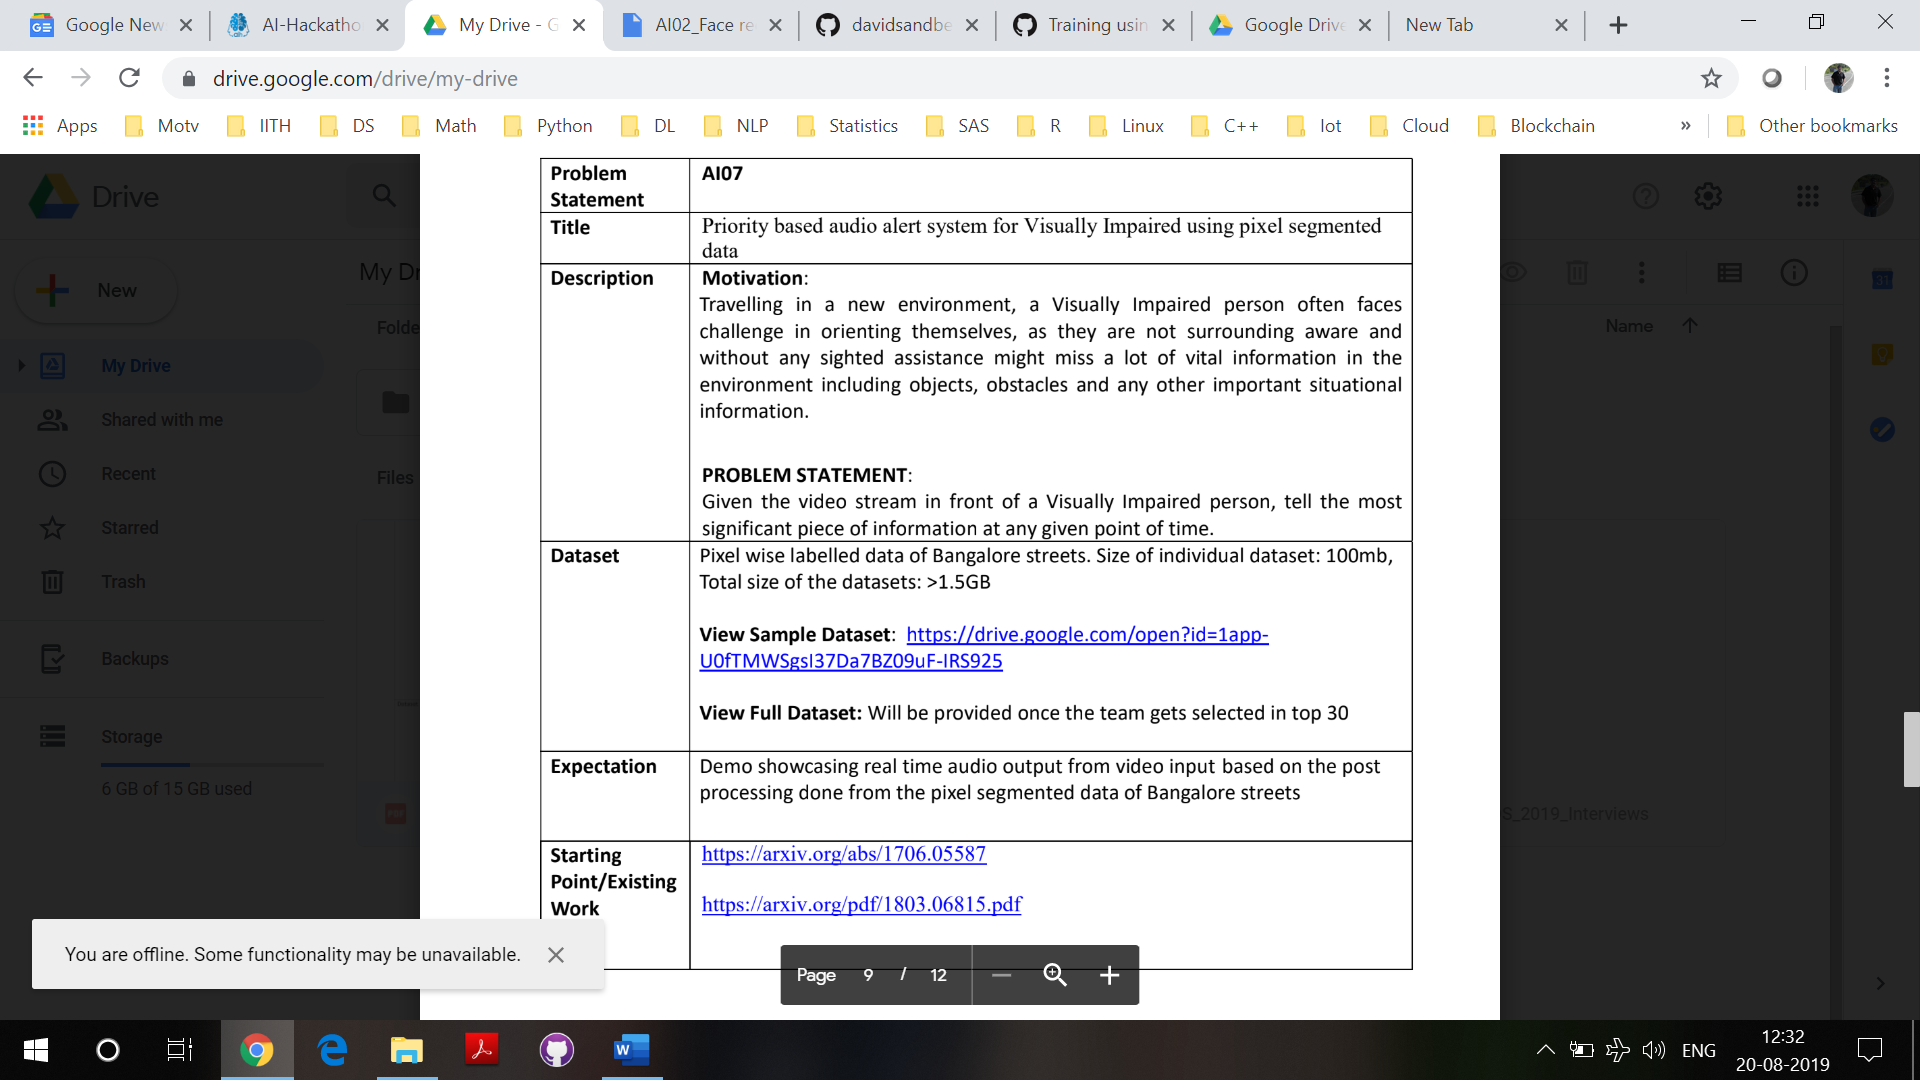 Google New
AI-Hackatho
My Drive - G
AI02_Face re
davidsandbe
Training usin
Google Drive
New Tab
drive.google.com/drive/my-drive
Apps
Motv
IITH
DS
Math
Python
DL
NLP
Statistics
SAS
R
Linux
C++
Iot
Cloud
Blockchain
»
Other bookmarks
Drive
New
My Drive
Shared with me
Recent
Starred
Trash
Backups
Storage
6 GB of 15 GB used
My Dr
Folde
Files
Name
S_2019_Interviews
31
Problem Statement
AI07
Title
Priority based audio alert system for Visually Impaired using pixel segmented
data
Description
Motivation:
Travelling in a new environment, a Visually Impaired person often faces
challenge in orienting themselves, as they are not surrounding aware and
without any sighted assistance might miss a lot of vital information in the
environment including objects, obstacles and any other important situational
information.
PROBLEM STATEMENT:
Given the video stream in front of a Visually Impaired person, tell the most
significant piece of information at any given point of time.
Dataset
Pixel wise labelled data of Bangalore streets. Size of individual dataset: 100mb,
Total size of the datasets: >1.5GB
View Sample Dataset: https://drive.google.com/open?id=1app-
U0fTMWSgsI37Da7BZ09uF-IRS925
View Full Dataset: Will be provided once the team gets selected in top 30
Expectation
Demo showcasing real time audio output from video input based on the post
processing done from the pixel segmented data of Bangalore streets
Starting
Point/Existing
Work
https://arxiv.org/abs/1706.05587
https://arxiv.org/pdf/1803.06815.pdf
You are offline. Some functionality may be unavailable.
Page 9 / 12
ENG
12:32
20-08-2019